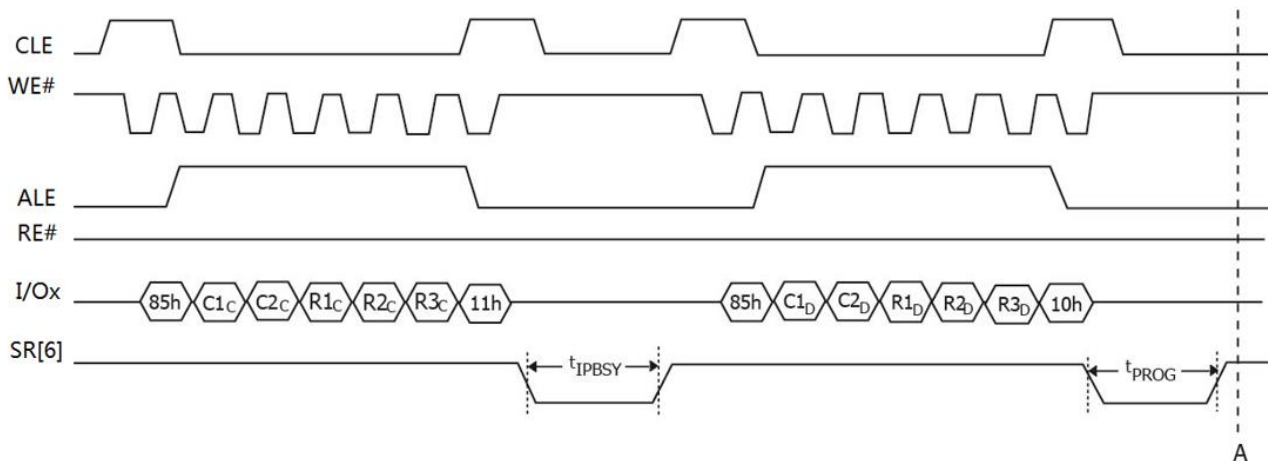 CLE
WE#
ALE
RE#
I/Ox 85h C1C C2C R1C R2C R3C 11h 85h C1D C2D R1D R2D R3D 10h
SR[6] tIPBSY tPROG
A